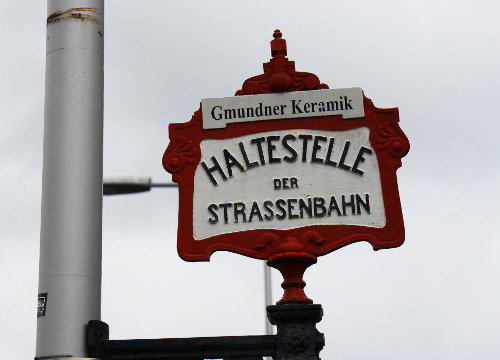 Gmundner Keramik
HALTESTELLE
DER
STRASSENBAHN